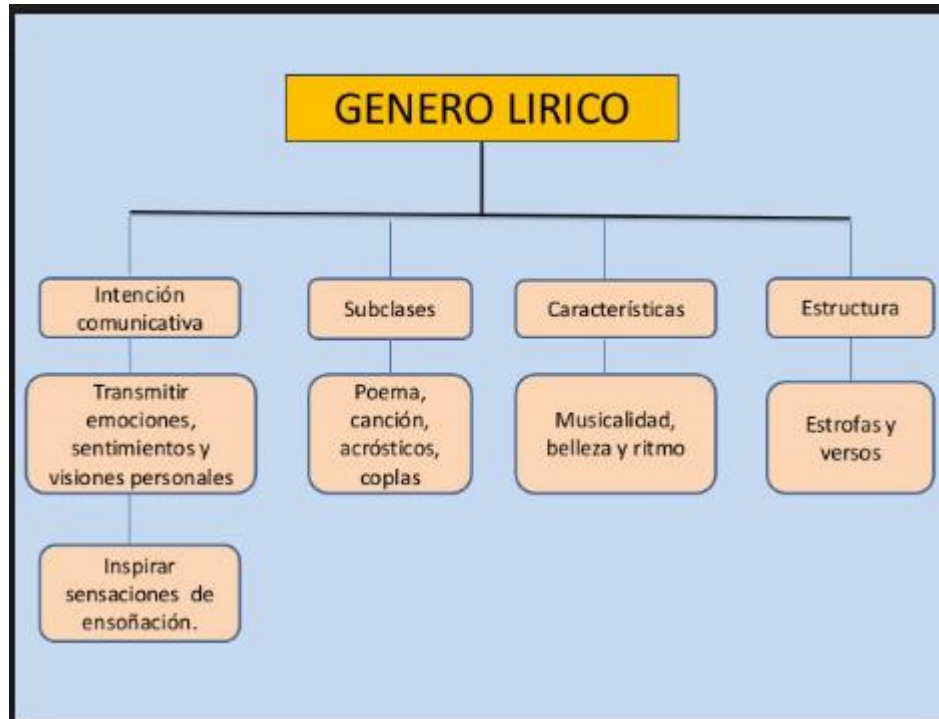 GENERO LIRICO
Intención
comunicativa
Subclases
Características
Estructura
Transmitir
emociones,
sentimientos y
visiones personales
Poema,
canción,
acrósticos,
coplas
Musicalidad,
belleza y ritmo
Estrofas y
versos
Inspirar
sensaciones de
ensoñación.